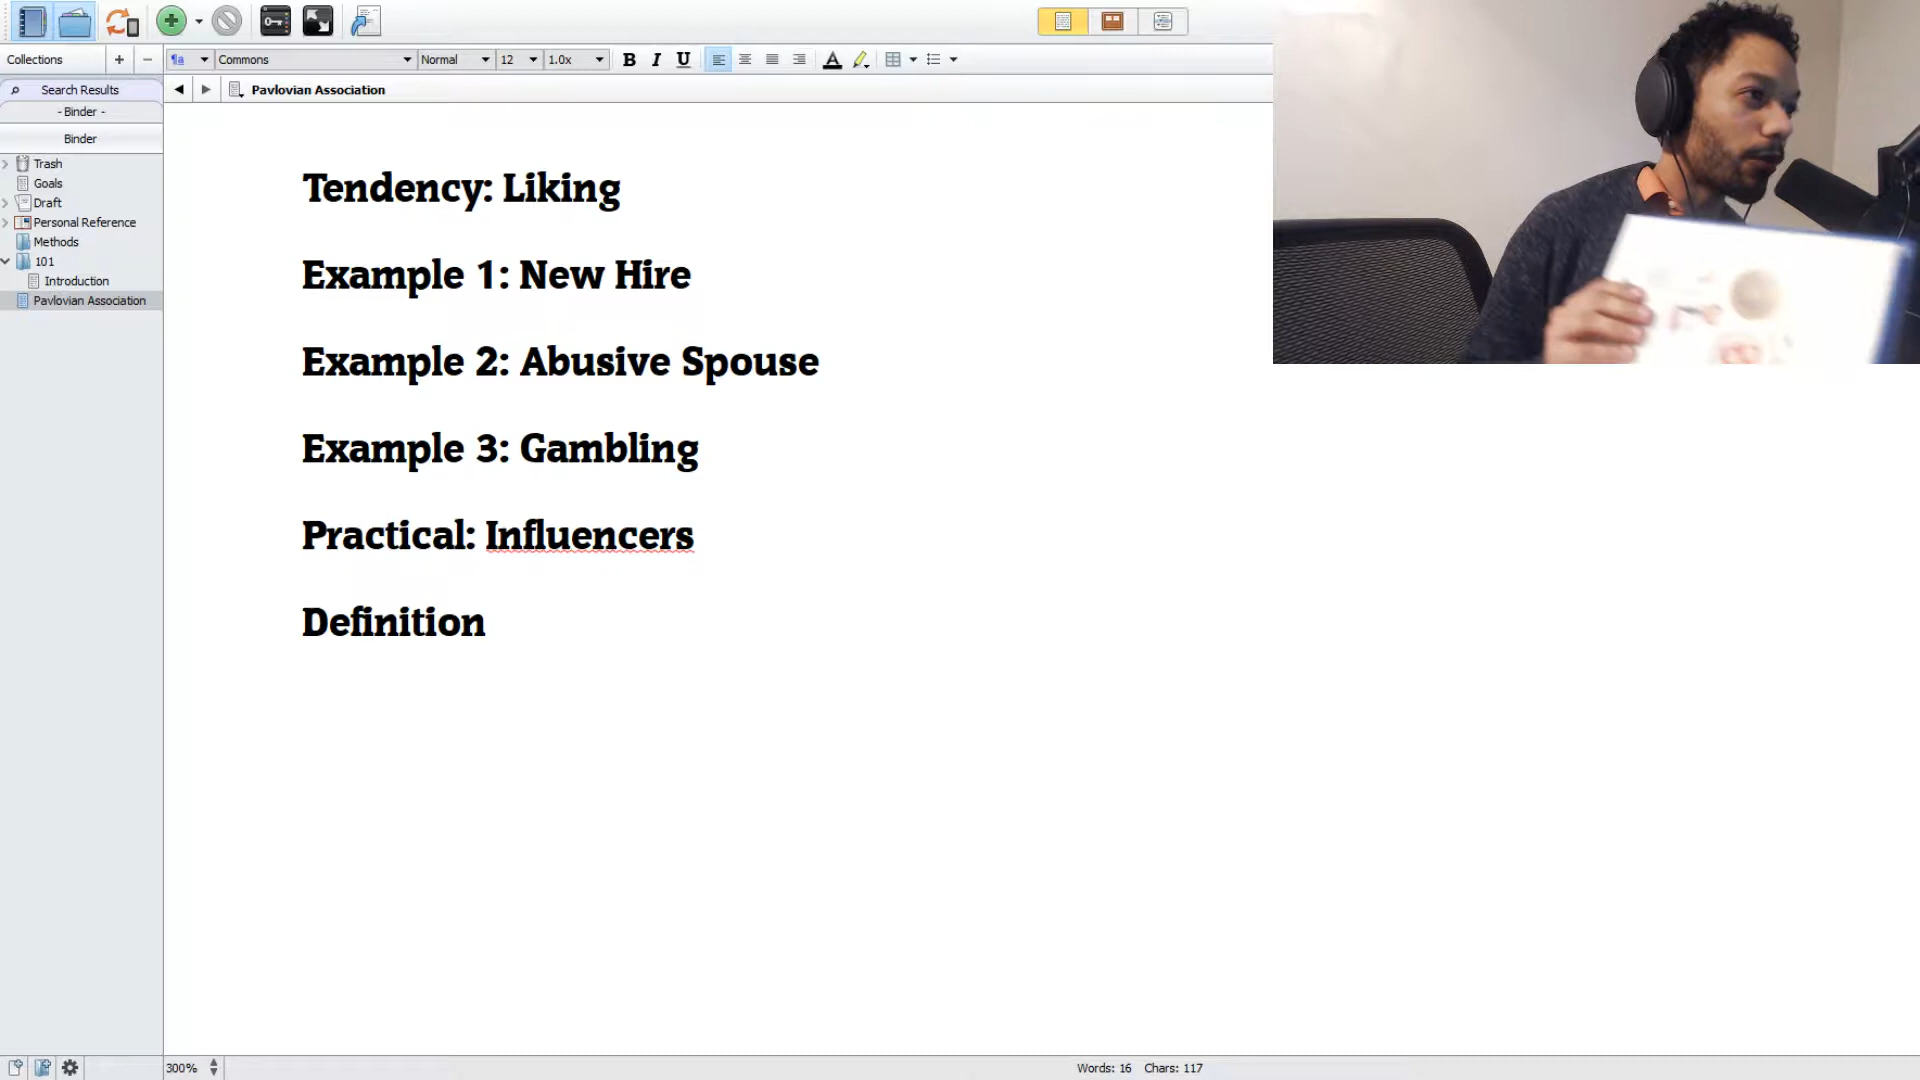 Collections
Commons
Normal
12
1.0x
B I U
A
Search Results
Pavlovian Association
- Binder -
Binder
Trash
Goals
Draft
Personal Reference
Methods
101
Introduction
Pavlovian Association
Tendency: Liking
Example 1: New Hire
Example 2: Abusive Spouse
Example 3: Gambling
Practical: Influencers
Definition
300%
Words: 16 Chars: 117